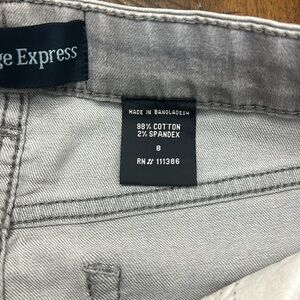 ge Express
MADE IN BANGLADESH
98% COTTON
2% SPANDEX
8
RN// 111386